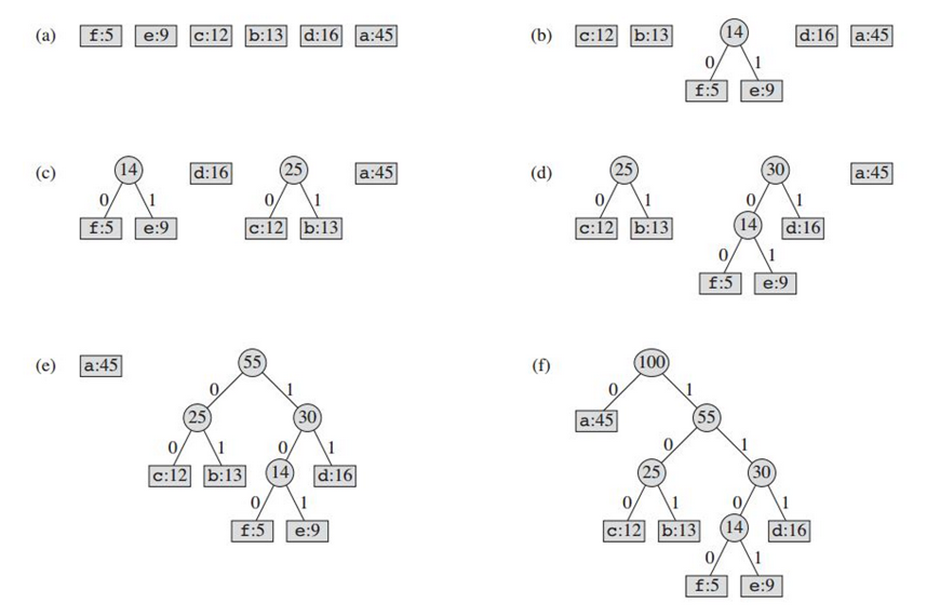 (a) f:5 e:9 c:12 b:13 d:16 a:45
(b) c:12 b:13 14 d:16 a:45
0 1
f:5 e:9
(c) 14 d:16 25 a:45
0 1 0 1
f:5 e:9 c:12 b:13
(d) 25 30 a:45
0 1 0 1
c:12 b:13 14 d:16
0 1
f:5 e:9
(e) a:45 55
0 1
25 30
0 1 0 1
c:12 b:13 14 d:16
0 1
f:5 e:9
(f) 100
0 1
a:45 55
0 1
25 30
0 1 0 1
c:12 b:13 14 d:16
0 1
f:5 e:9